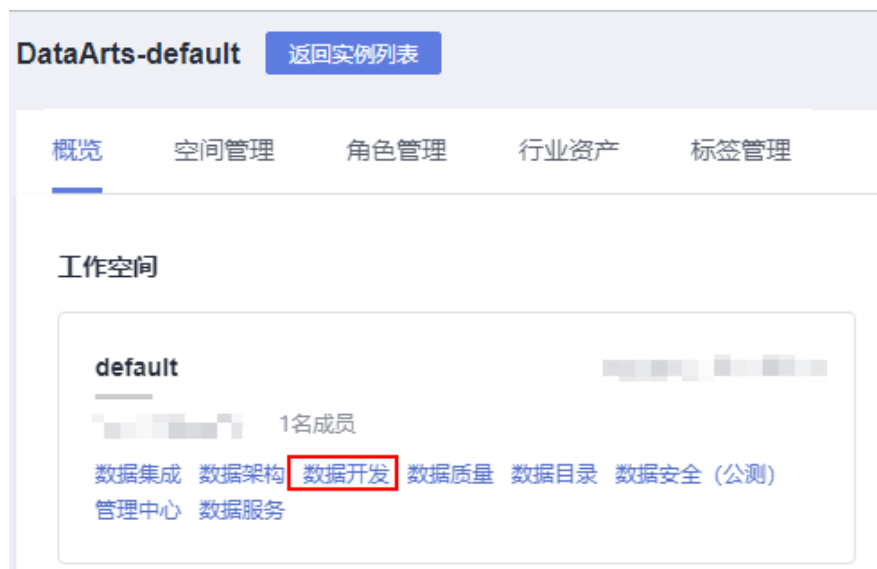 DataArts-default 返回实例列表
概览 空间管理 角色管理 行业资产 标签管理
工作空间
default
1名成员
数据集成 数据架构 数据开发 数据质量 数据目录 数据安全 (公测)
管理中心 数据服务